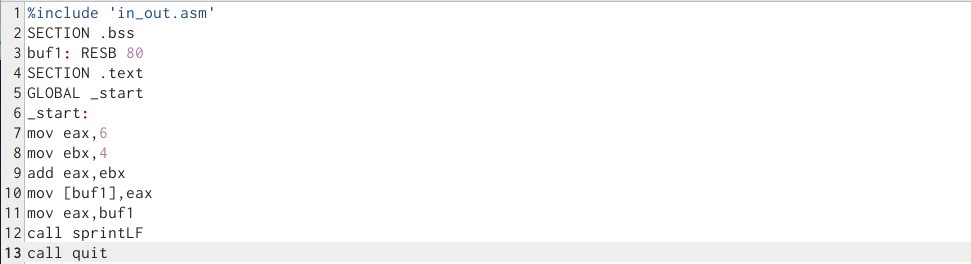 1 %include 'in_out.asm'
2 SECTION .bss
3 buf1: RESB 80
4 SECTION .text
5 GLOBAL _start
6 _start:
7 mov eax,6
8 mov ebx,4
9 add eax,ebx
10 mov [buf1],eax
11 mov eax,buf1
12 call sprintLF
13 call quit